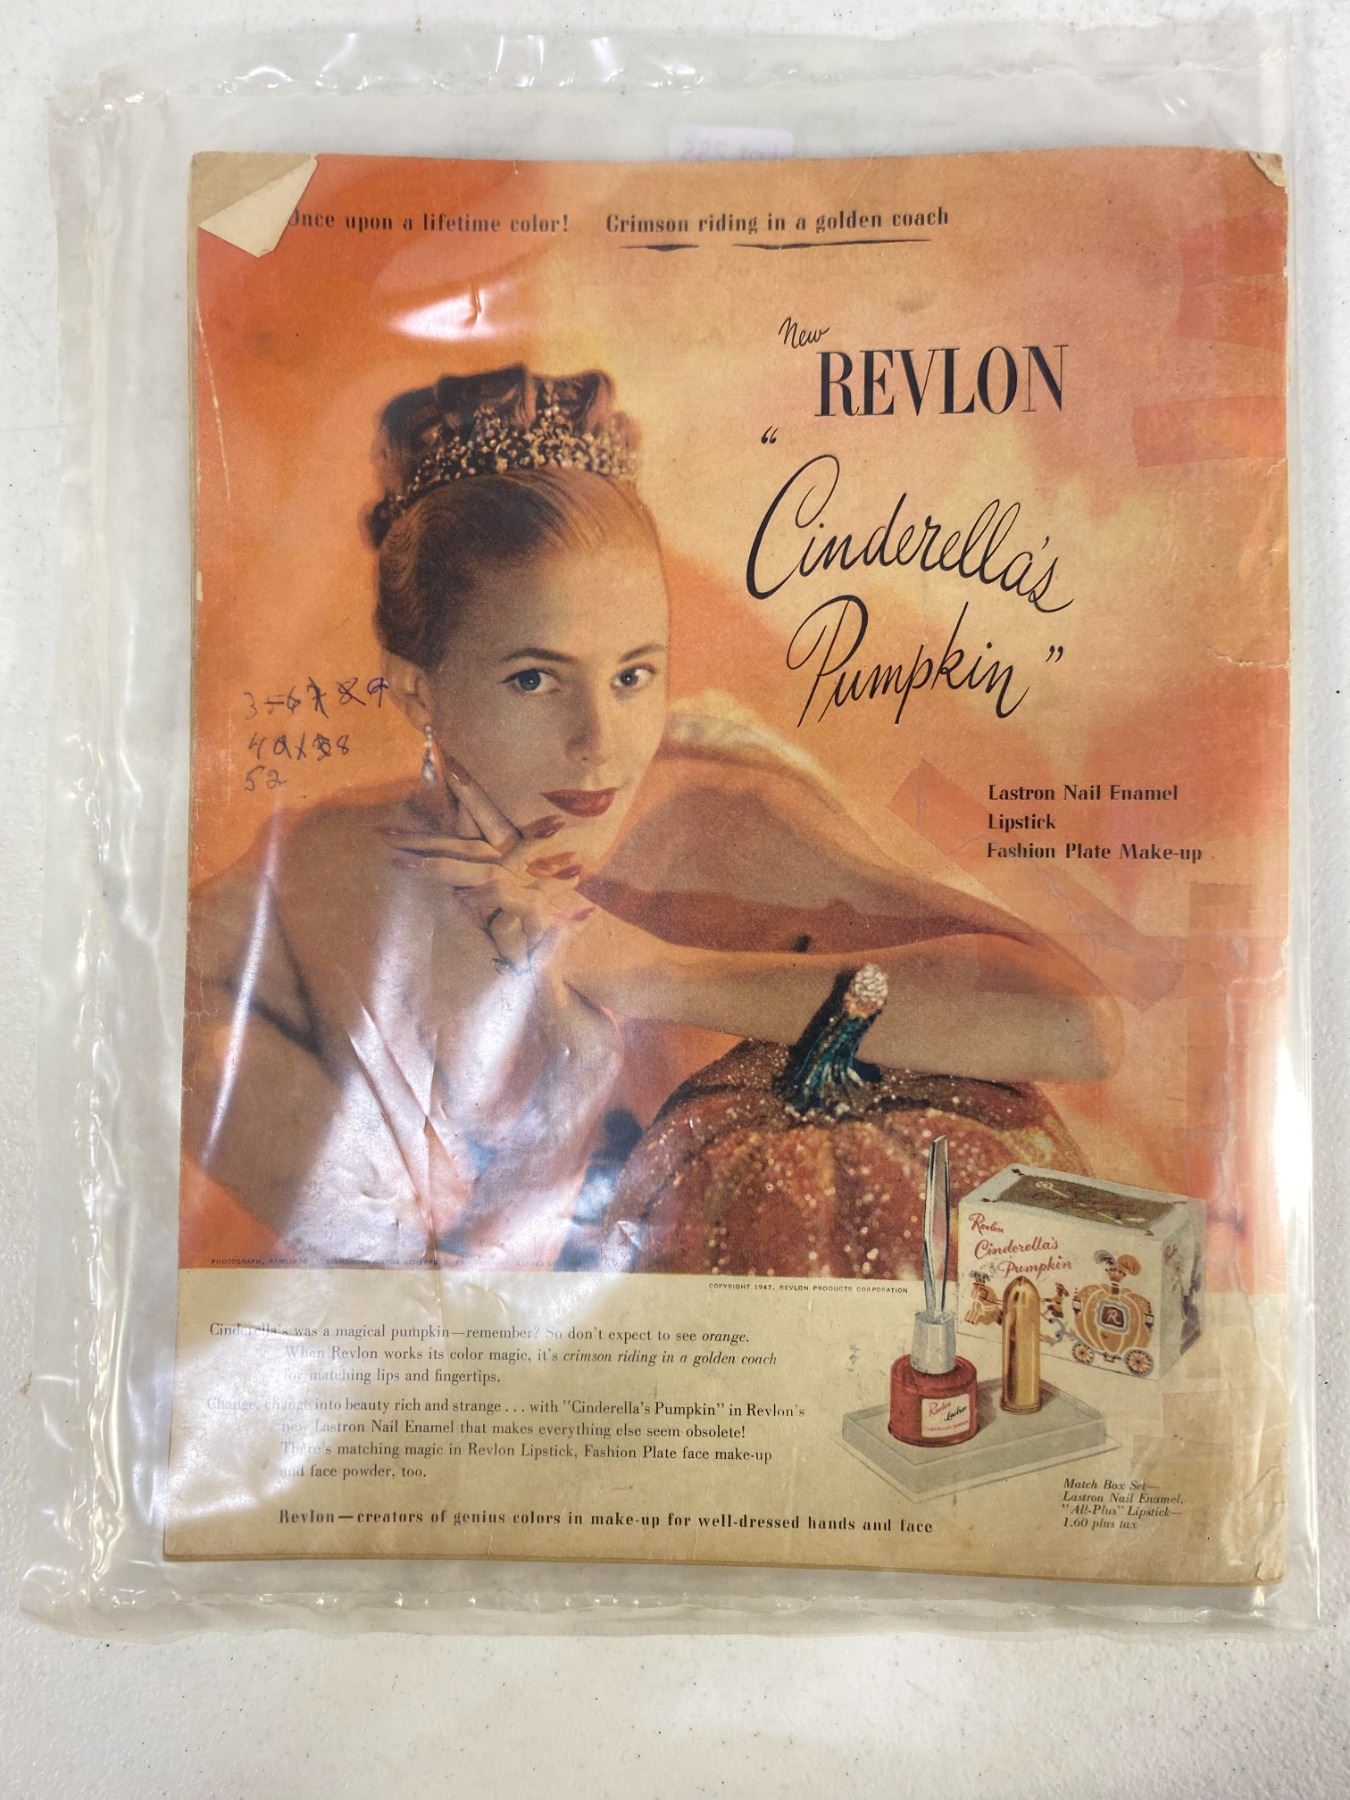 Once upon a lifetime color! Crimson riding in a golden coach
New
REVLON
"Cinderella's
Pumpkin"
Lastron Nail Enamel
Lipstick
Fashion Plate Make-up
52
COPYRIGHT 1947, REVLON PRODUCTS CORPORATION
Revlon
Cinderella's
Pumpkin
R
Revlon
Lastron
Cinderella's was a magical pumpkin—remember? So don't expect to see orange.
When Revlon works its color magic, it's crimson riding in a golden coach
for matching lips and fingertips.
Change, change into beauty rich and strange . . . with "Cinderella's Pumpkin" in Revlon's
new Lastron Nail Enamel that makes everything else seem obsolete!
There's matching magic in Revlon Lipstick, Fashion Plate face make-up
and face powder, too.
Match Box Set—
Lastron Nail Enamel,
"All-Plus" Lipstick—
1.60 plus tax
Revlon—creators of genius colors in make-up for well-dressed hands and face